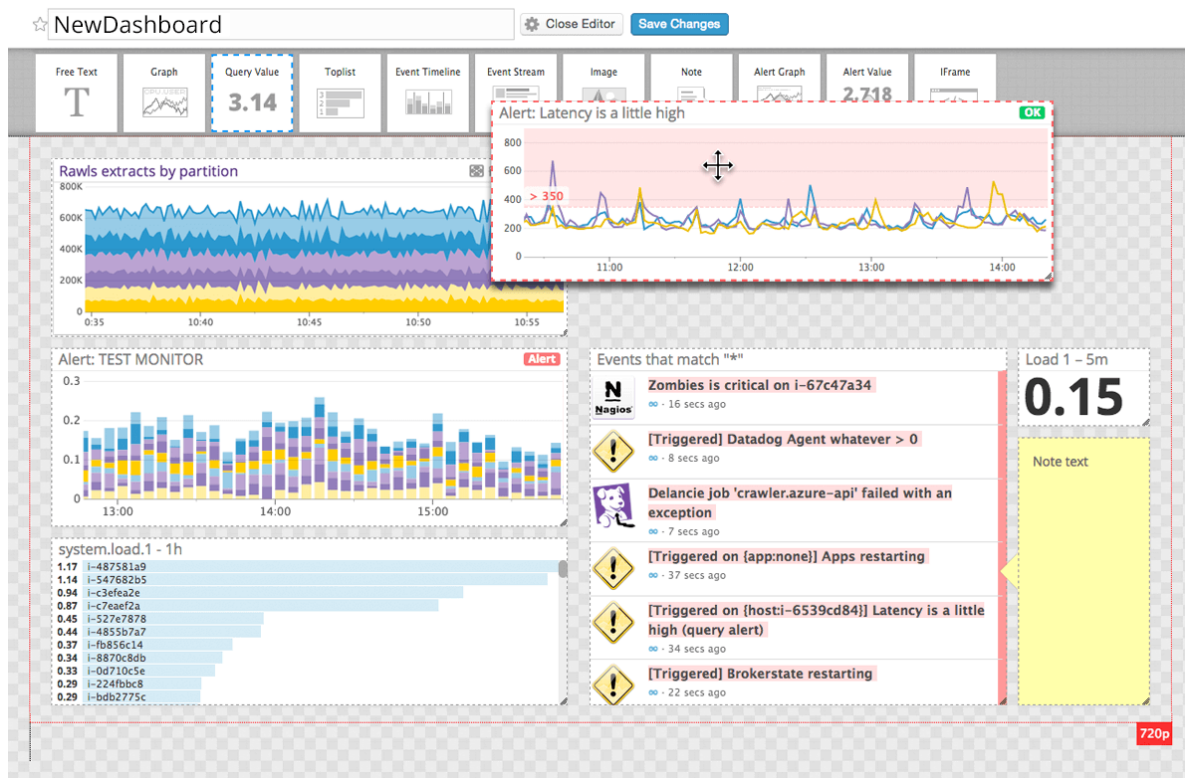 NewDashboard
Close Editor
Save Changes
Free Text
Graph
Query Value
Toplist
Event Timeline
Event Stream
Image
Note
Alert Graph
Alert Value
IFrame
T
CPU USER
3.14
3
2
1
2.718
Alert: Latency is a little high
OK
800
600
> 350
400
200
0
11:00
12:00
13:00
14:00
Rawls extracts by partition
800K
600K
400K
200K
0
0:35
10:40
10:45
10:50
10:55
Alert: TEST MONITOR
Alert
0.3
0.2
0.1
0
13:00
14:00
15:00
system.load.1 - 1h
1.17 i-487581a9
1.14 i-547682b5
0.94 i-c3efea2e
0.87 i-c7eaef2a
0.45 i-527e7878
0.44 i-4855b7a7
0.37 i-fb856c14
0.34 i-8870c8db
0.33 i-0d710c5e
0.29 i-224fbbc8
0.29 i-bdb2775c
Events that match "*"
N
Nagios
Zombies is critical on i-67c47a34
∞ · 16 secs ago
[Triggered] Datadog Agent whatever > 0
∞ · 8 secs ago
Delancie job 'crawler.azure-api' failed with an
exception
∞ · 7 secs ago
[Triggered on {app:none}] Apps restarting
∞ · 37 secs ago
[Triggered on {host:i-6539cd84}] Latency is a little
high (query alert)
∞ · 34 secs ago
[Triggered] Brokerstate restarting
∞ · 22 secs ago
Load 1 – 5m
0.15
Note text
720p